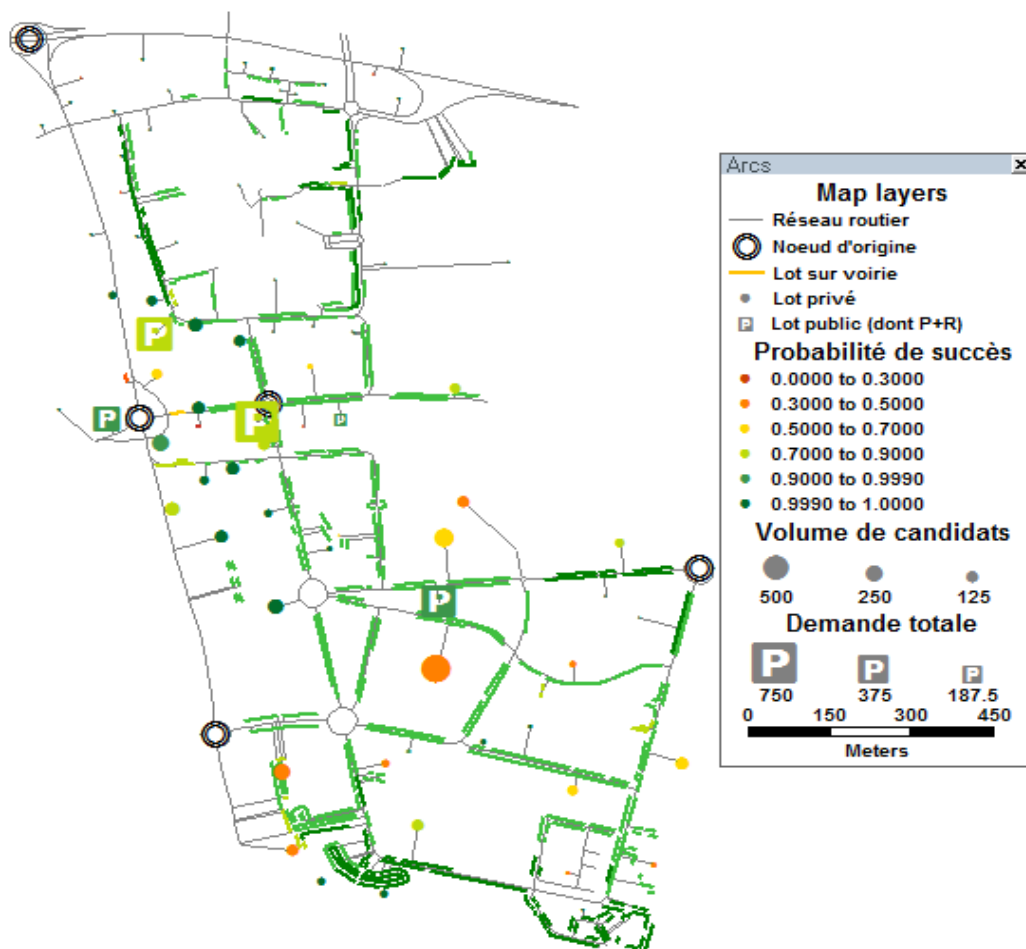 Arcs
Map layers
Réseau routier
Noeud d'origine
Lot sur voirie
Lot privé
P Lot public (dont P+R)
Probabilité de succès
0.0000 to 0.3000
0.3000 to 0.5000
0.5000 to 0.7000
0.7000 to 0.9000
0.9000 to 0.9990
0.9990 to 1.0000
Volume de candidats
500 250 125
Demande totale
P P P
750 375 187.5
0 150 300 450
Meters
P
P
P
P
P